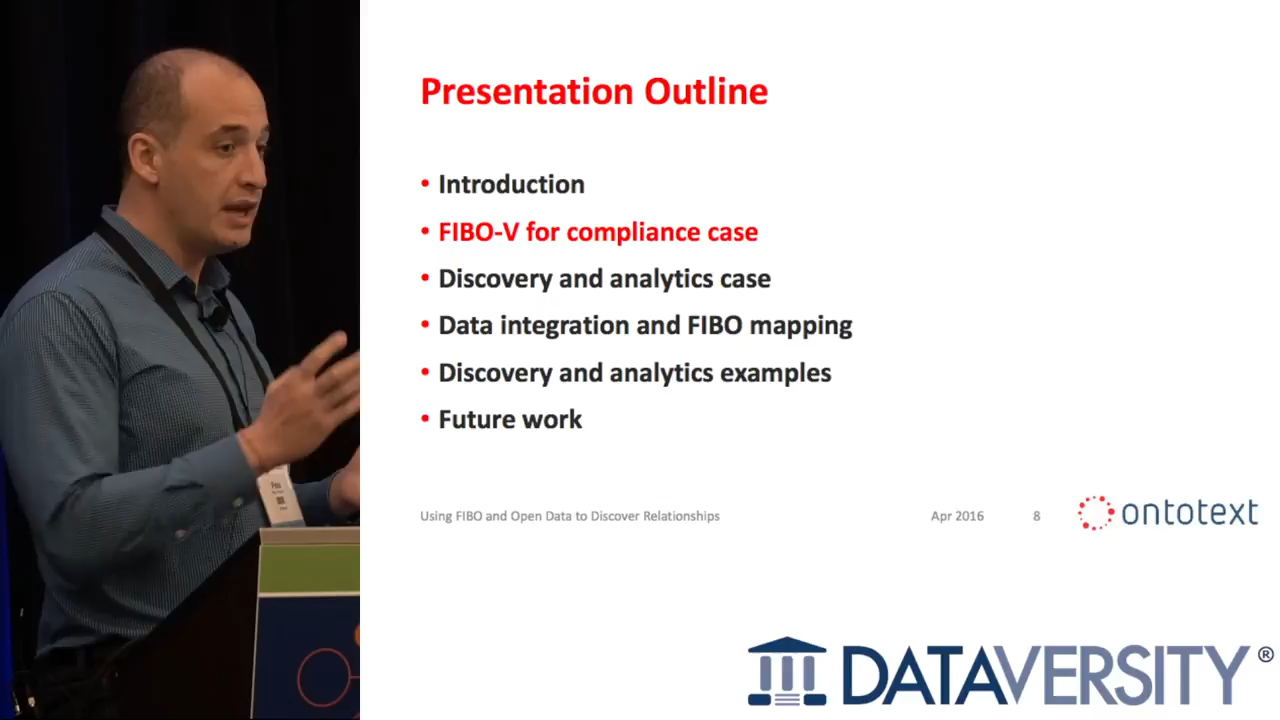 Presentation Outline
• Introduction
• FIBO-V for compliance case
• Discovery and analytics case
• Data integration and FIBO mapping
• Discovery and analytics examples
• Future work
Using FIBO and Open Data to Discover Relationships
Apr 2016
8
ontotext
DATAVERSITY®